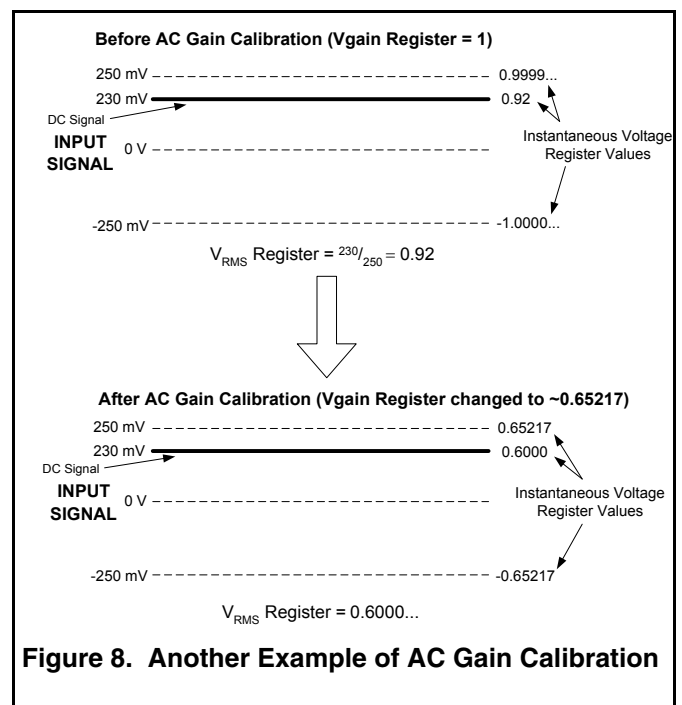 Before AC Gain Calibration (Vgain Register = 1)
250 mV 0.9999...
230 mV 0.92
DC Signal
INPUT
SIGNAL
0 V
Instantaneous Voltage
Register Values
-250 mV -1.0000...
VRMS Register = 230/250 = 0.92
After AC Gain Calibration (Vgain Register changed to ~0.65217)
250 mV 0.65217
230 mV 0.6000
DC Signal
INPUT
SIGNAL
0 V
Instantaneous Voltage
Register Values
-250 mV -0.65217
VRMS Register = 0.6000...
Figure 8. Another Example of AC Gain Calibration